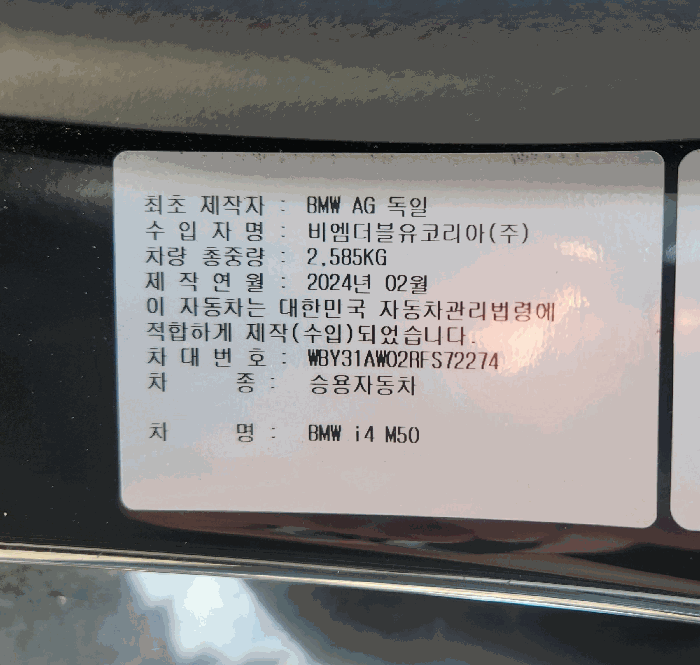 최초 제작자 : BMW AG 독일
수 입 자 명 : 비엠더블유코리아(주)
차량 총중량 : 2.585KG
제 작 연 월 : 2024년 02월
이 자동차는 대한민국 자동차관리법령에
적합하게 제작(수입)되었습니다.
차 대 번 호 : WBY31AW02RFS72274
차 종 : 승용자동차
차 명 : BMW i4 M50